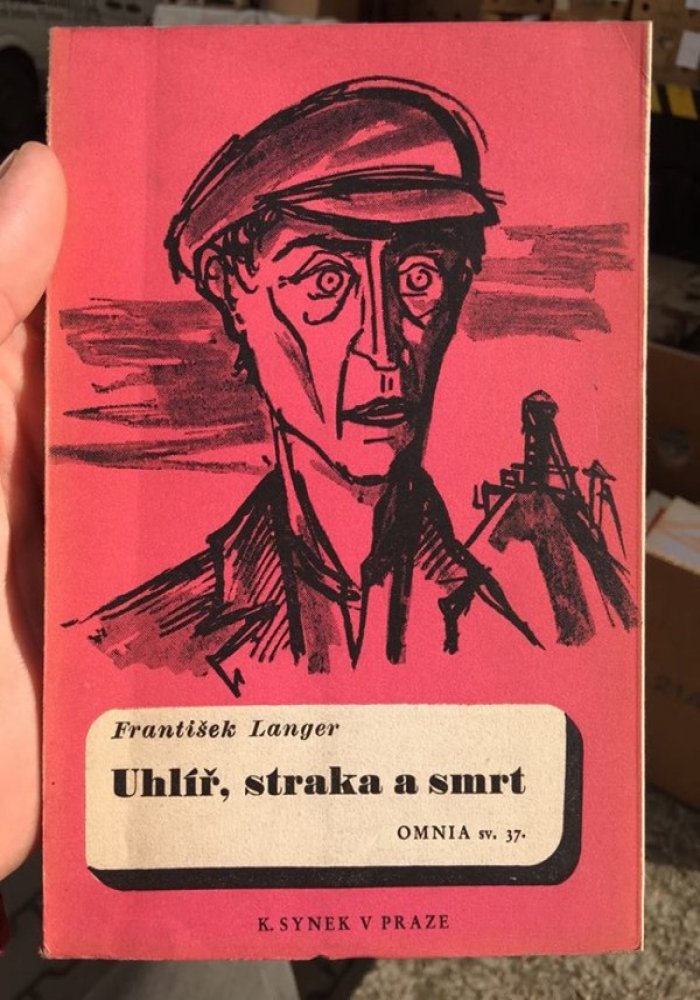 František Langer
Uhlíř, straka a smrt
OMNIA sv. 37.
K. SYNEK V PRAZE